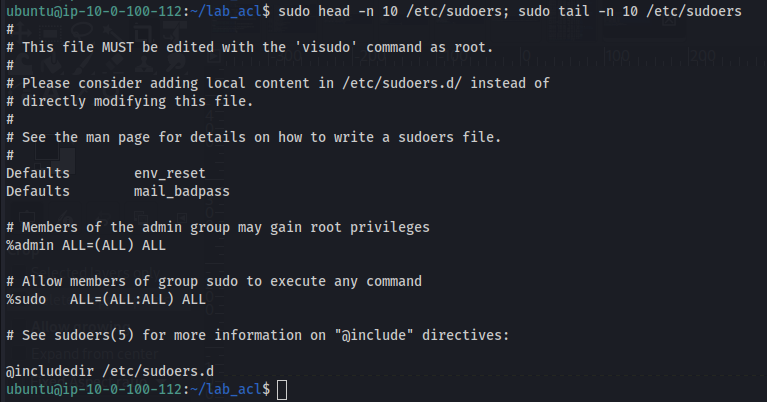 ubuntu@ip-10-0-100-112:~/lab_acl$ sudo head -n 10 /etc/sudoers; sudo tail -n 10 /etc/sudoers
#
# This file MUST be edited with the 'visudo' command as root.
#
# Please consider adding local content in /etc/sudoers.d/ instead of
# directly modifying this file.
#
# See the man page for details on how to write a sudoers file.
#
Defaults        env_reset
Defaults        mail_badpass

# Members of the admin group may gain root privileges
%admin ALL=(ALL) ALL

# Allow members of group sudo to execute any command
%sudo   ALL=(ALL:ALL) ALL

# See sudoers(5) for more information on "@include" directives:
Expand from center

@includedir /etc/sudoers.d
ubuntu@ip-10-0-100-112:~/lab_acl$